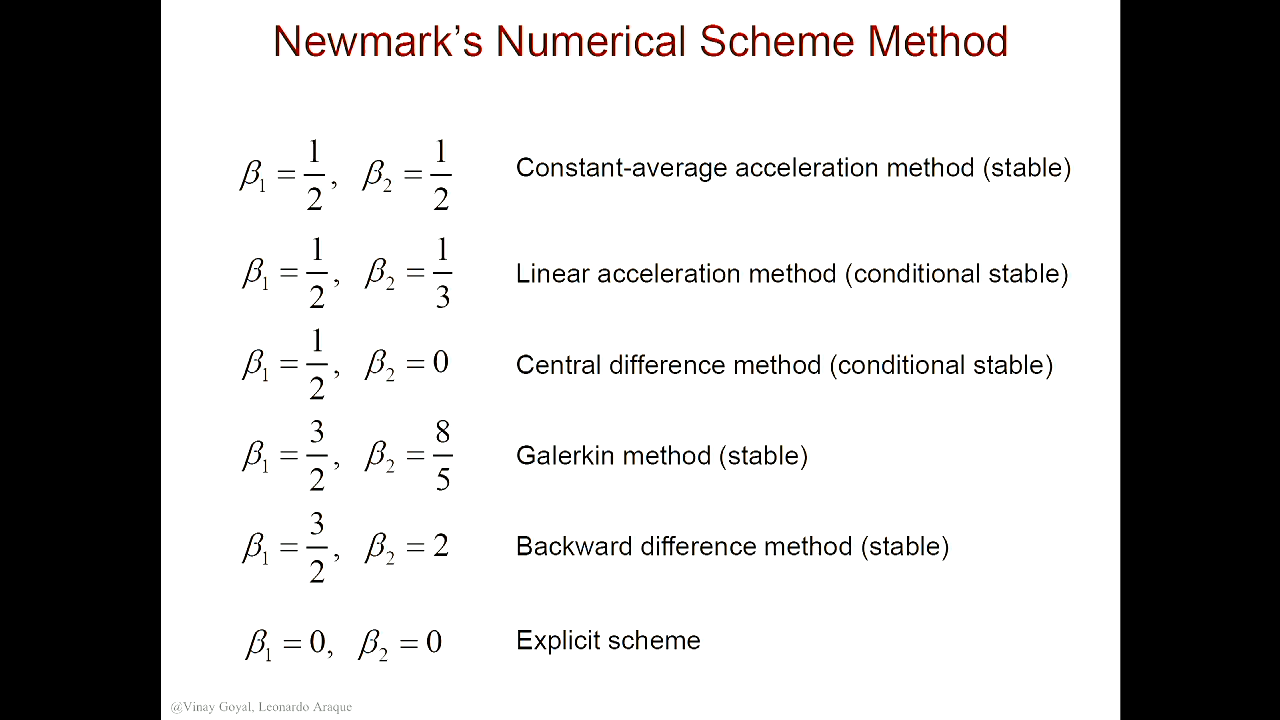 Newmark's Numerical Scheme Method
β₁ = 1/2, β₂ = 1/2 Constant-average acceleration method (stable)
β₁ = 1/2, β₂ = 1/3 Linear acceleration method (conditional stable)
β₁ = 1/2, β₂ = 0 Central difference method (conditional stable)
β₁ = 3/2, β₂ = 8/5 Galerkin method (stable)
β₁ = 3/2, β₂ = 2 Backward difference method (stable)
β₁ = 0, β₂ = 0 Explicit scheme
@Vinay Goyal, Leonardo Araque